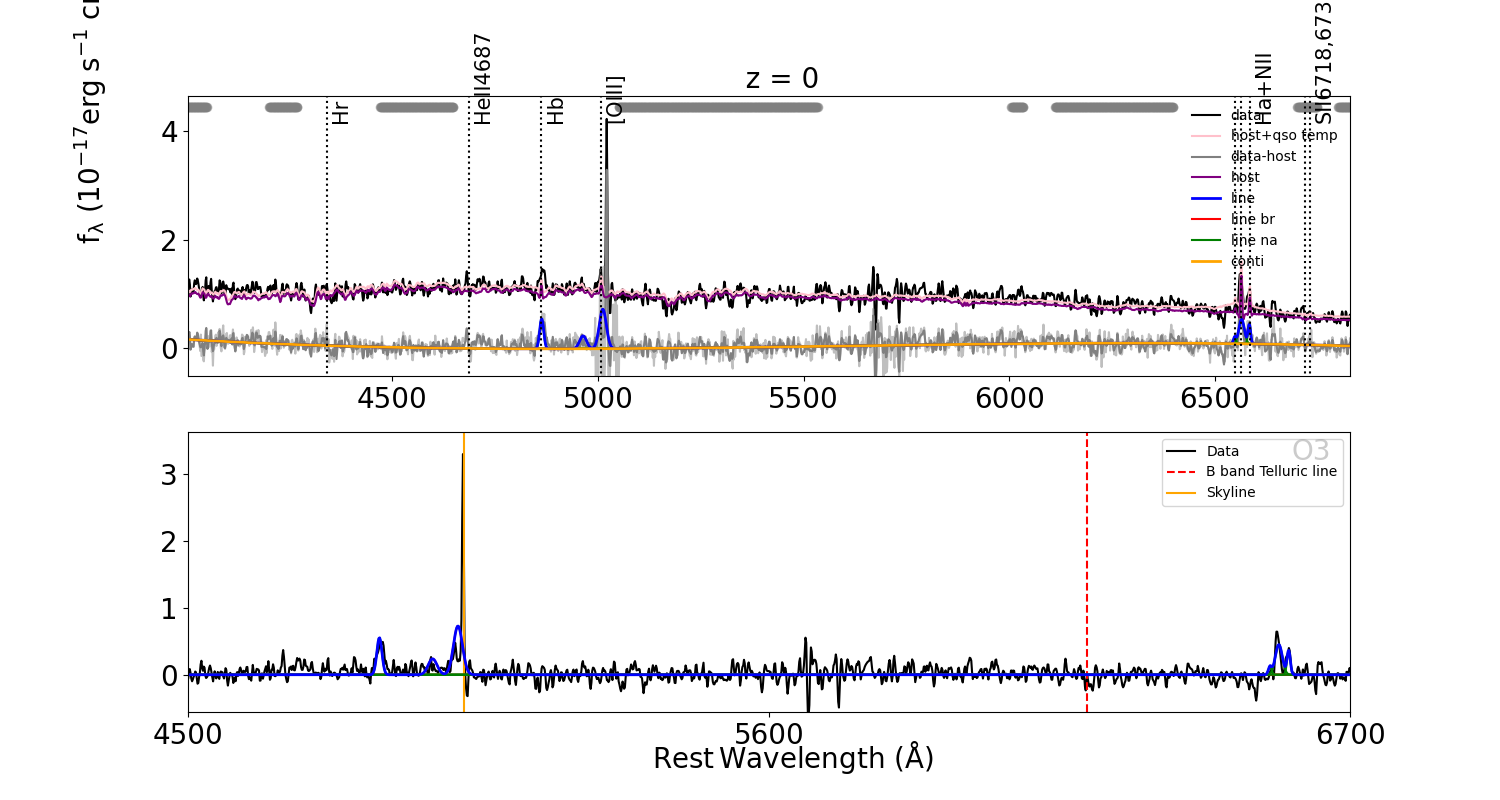 z = 0
f_λ (10^−17 erg s^−1
Hr
HeII4687
Hb
[OIII]
Ha+NII
SII6718,673
data
host+qso temp
data-host
host
line
line br
line na
conti
4
2
0
4500 5000 5500 6000 6500
O3
Data
B band Telluric line
Skyline
3
2
1
0
4500 5600 6700
Rest Wavelength (Å)